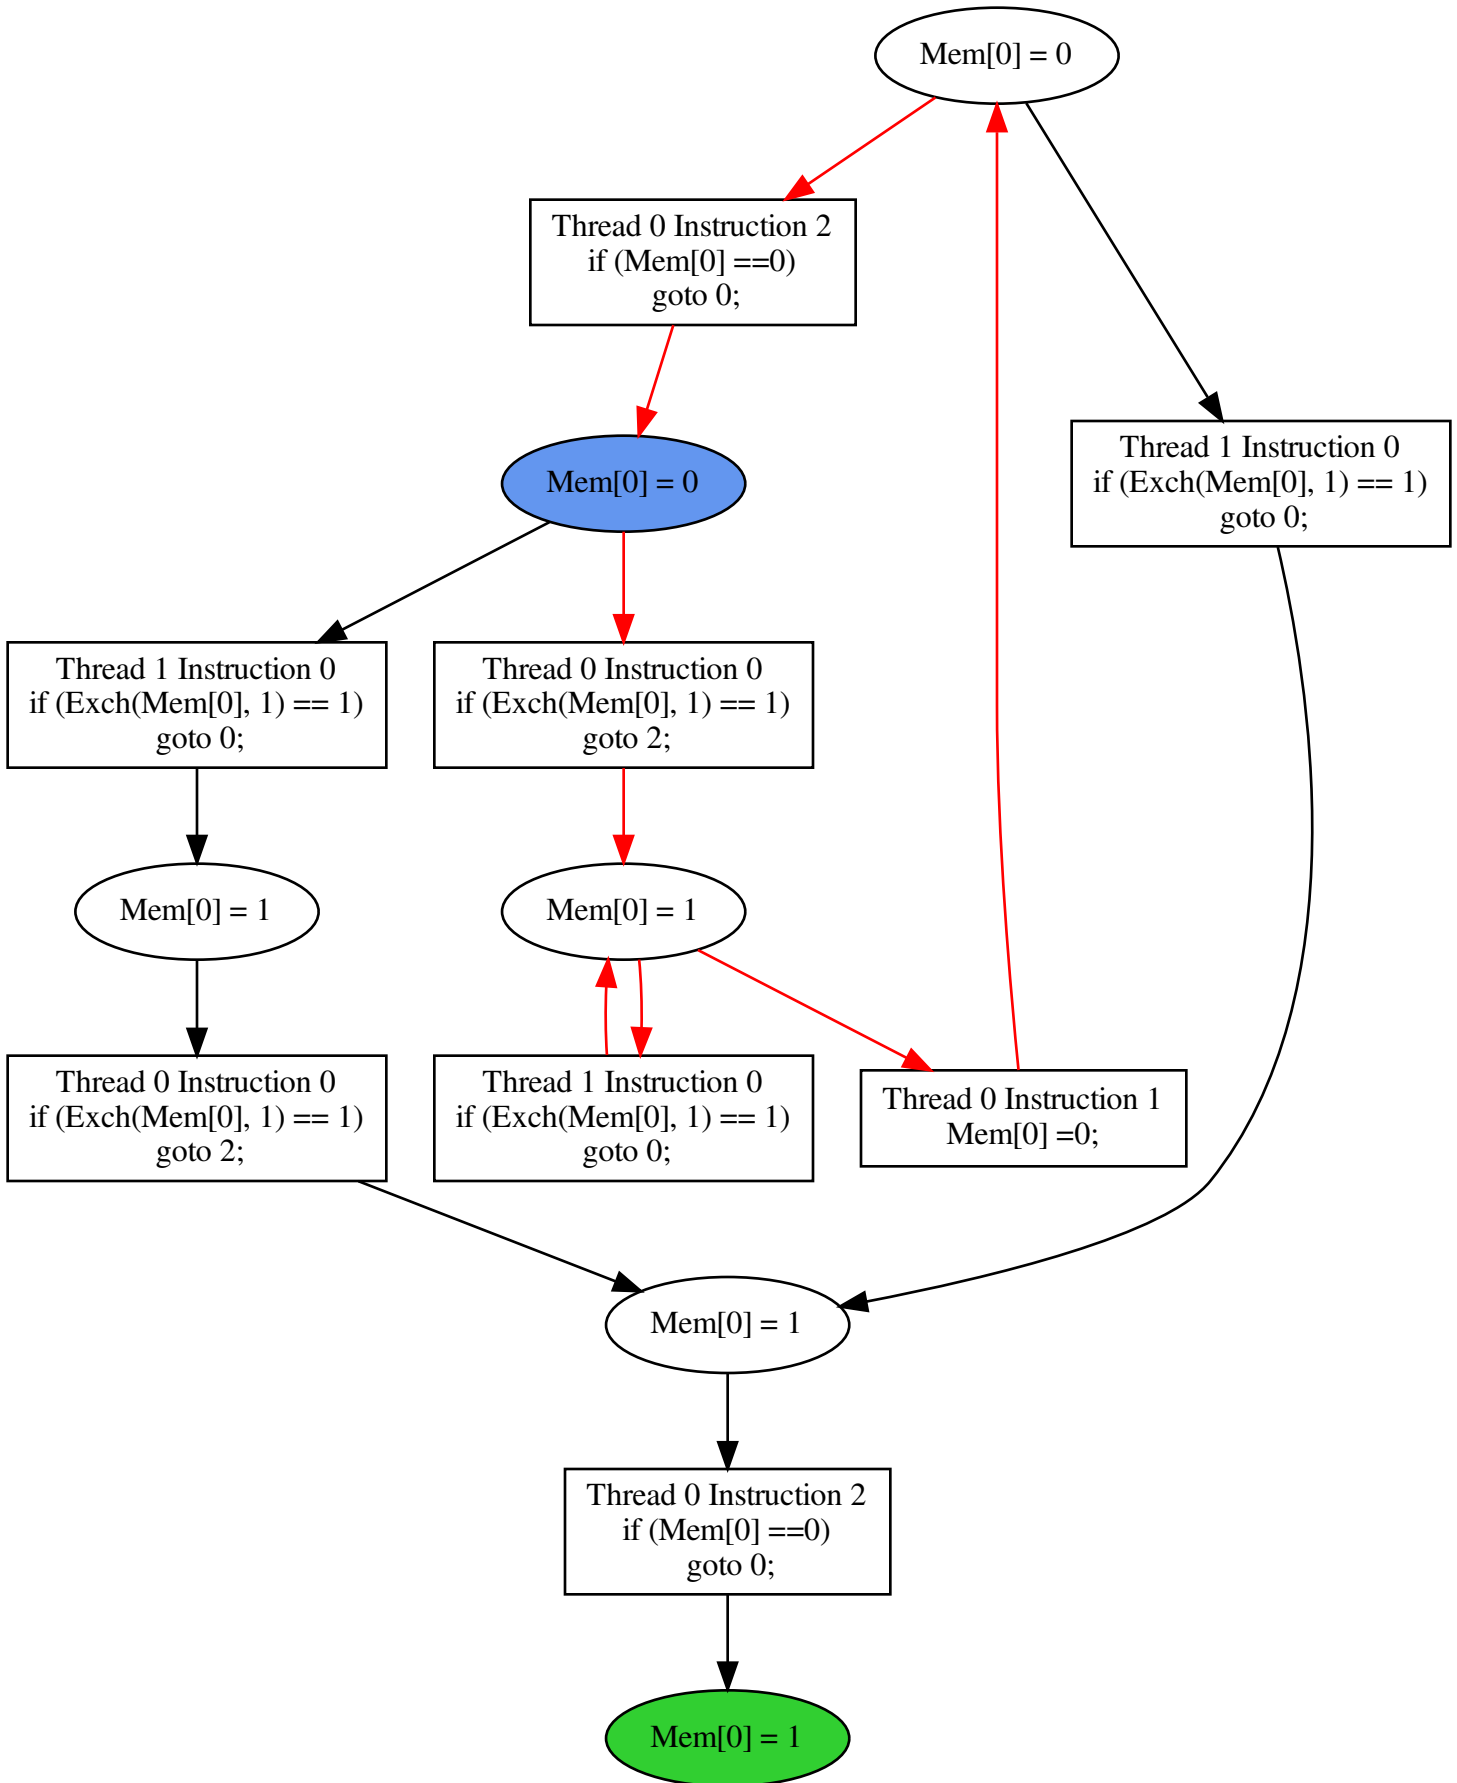 Mem[0] = 0
Thread 0 Instruction 2
if (Mem[0] ==0)
goto 0;
Mem[0] = 0
Thread 1 Instruction 0
if (Exch(Mem[0], 1) == 1)
goto 0;
Thread 1 Instruction 0
if (Exch(Mem[0], 1) == 1)
goto 0;
Thread 0 Instruction 0
if (Exch(Mem[0], 1) == 1)
goto 2;
Mem[0] = 1
Mem[0] = 1
Thread 0 Instruction 0
if (Exch(Mem[0], 1) == 1)
goto 2;
Thread 1 Instruction 0
if (Exch(Mem[0], 1) == 1)
goto 0;
Thread 0 Instruction 1
Mem[0] =0;
Mem[0] = 1
Thread 0 Instruction 2
if (Mem[0] ==0)
goto 0;
Mem[0] = 1